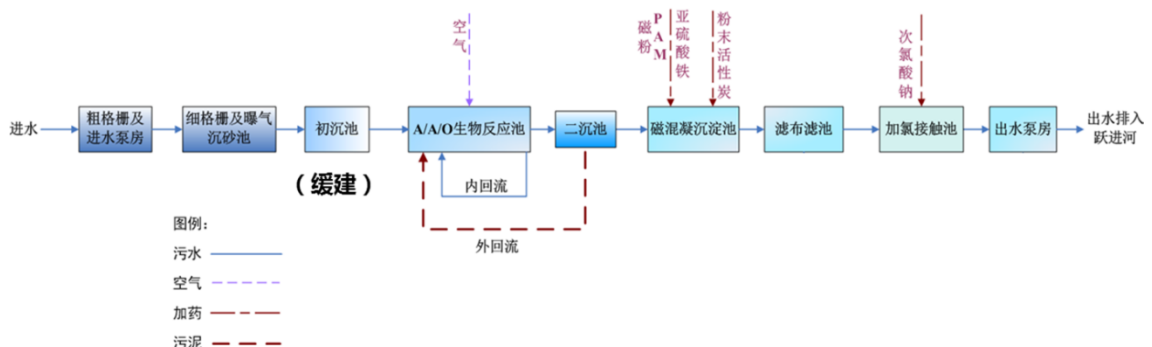 空气
磁粉
PAM
亚硫酸铁
粉末活性炭
次氯酸钠
进水
粗格栅及
进水泵房
细格栅及曝气
沉砂池
初沉池
A/A/O生物反应池
二沉池
磁混凝沉淀池
滤布滤池
加氯接触池
出水泵房
出水排入
跃进河
（缓建）
内回流
外回流
图例：
污水
空气
加药
污泥